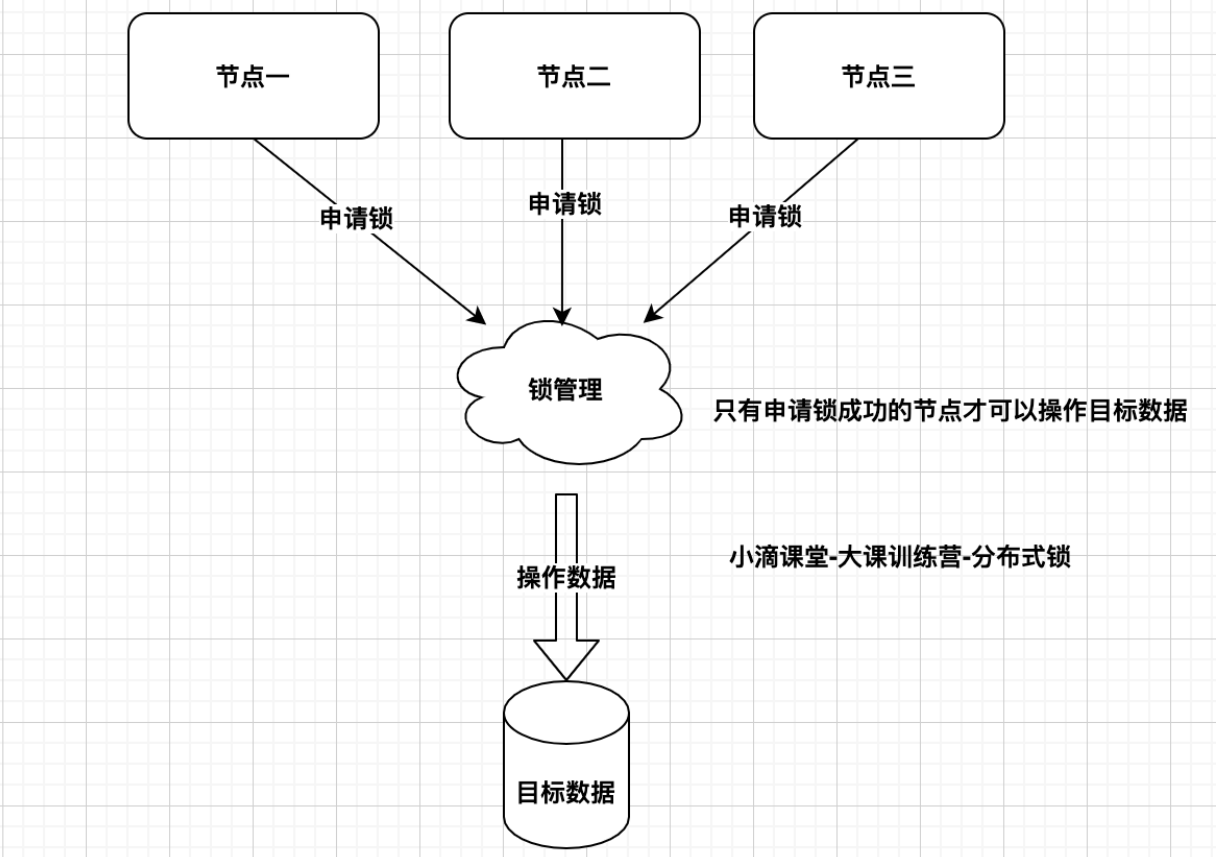 节点一
节点二
节点三
申请锁
申请锁
申请锁
锁管理
只有申请锁成功的节点才可以操作目标数据
小滴课堂-大课训练营-分布式锁
操作数据
目标数据